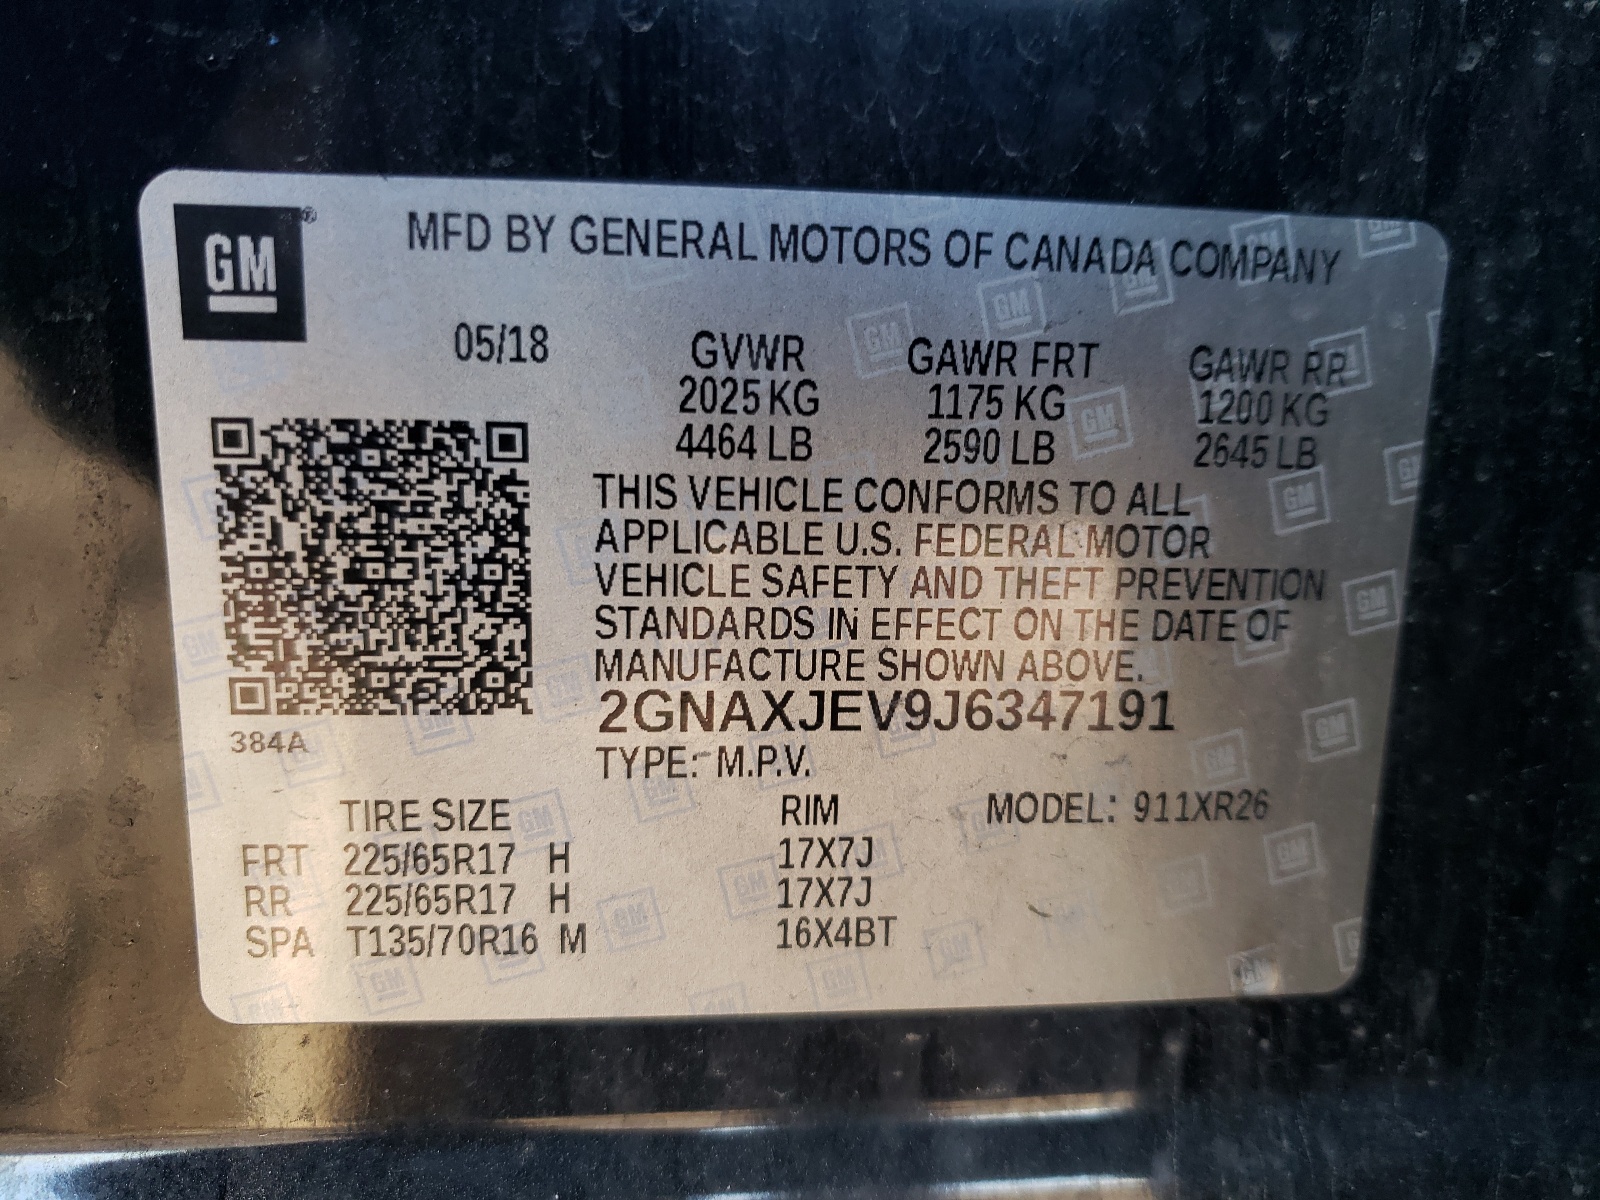 GM ®
MFD BY GENERAL MOTORS OF CANADA COMPANY
05/18 GVWR GAWR FRT GAWR RR
2025 KG 1175 KG 1200 KG
4464 LB 2590 LB 2645 LB
THIS VEHICLE CONFORMS TO ALL
APPLICABLE U.S. FEDERAL MOTOR
VEHICLE SAFETY AND THEFT PREVENTION
STANDARDS IN EFFECT ON THE DATE OF
MANUFACTURE SHOWN ABOVE.
2GNAXJEV9J6347191
384A
TYPE: M.P.V.
TIRE SIZE RIM MODEL: 911XR26
FRT 225/65R17 H 17X7J
RR 225/65R17 H 17X7J
SPA T135/70R16 M 16X4BT